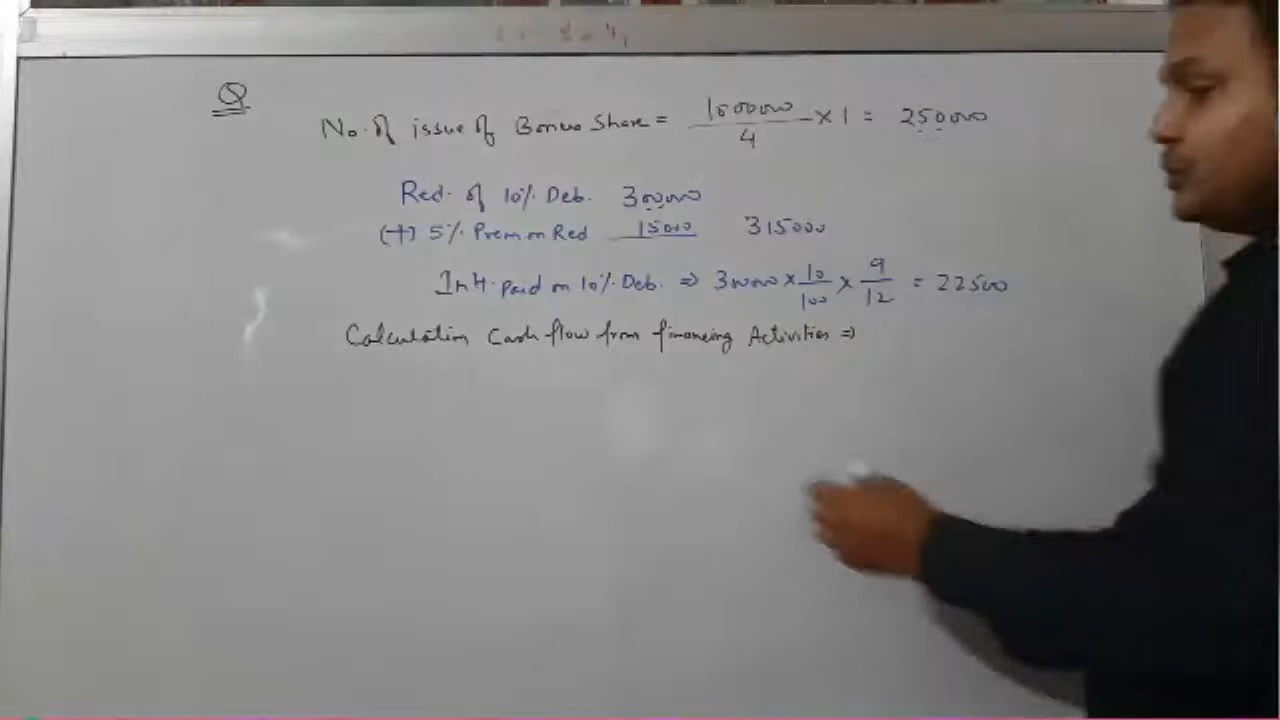 Q
No. of issue of Bonus Share = 1000000/4 × 1 = 250000
Red. of 10% Deb. 300000
(+) 5% Prem on Red 15000 315000
Int. paid on 10% Deb. ⇒ 300000 × 10/100 × 9/12 = 22500
Calculation Cash flow from financing Activities ⇒